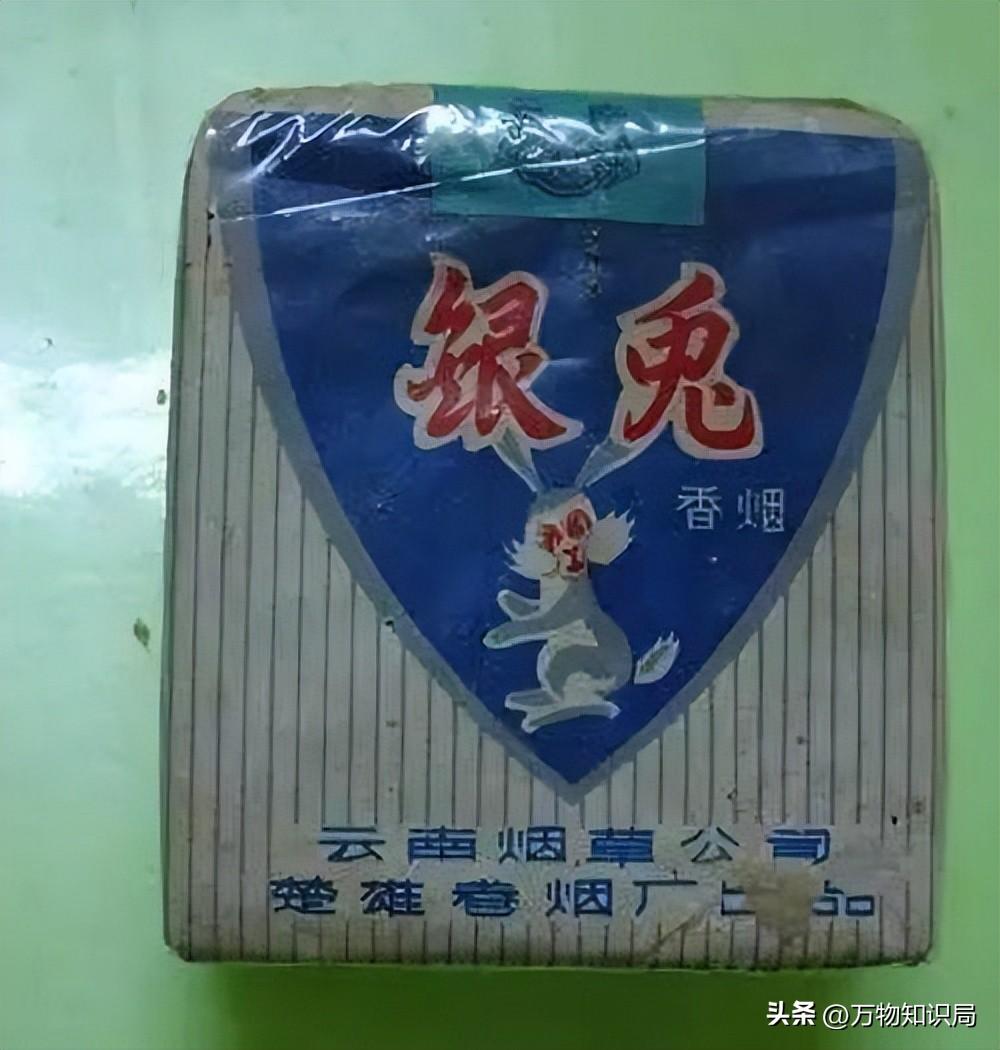 银兔
香烟
云南烟草公司
楚雄卷烟厂出品
头条 @万物知识局